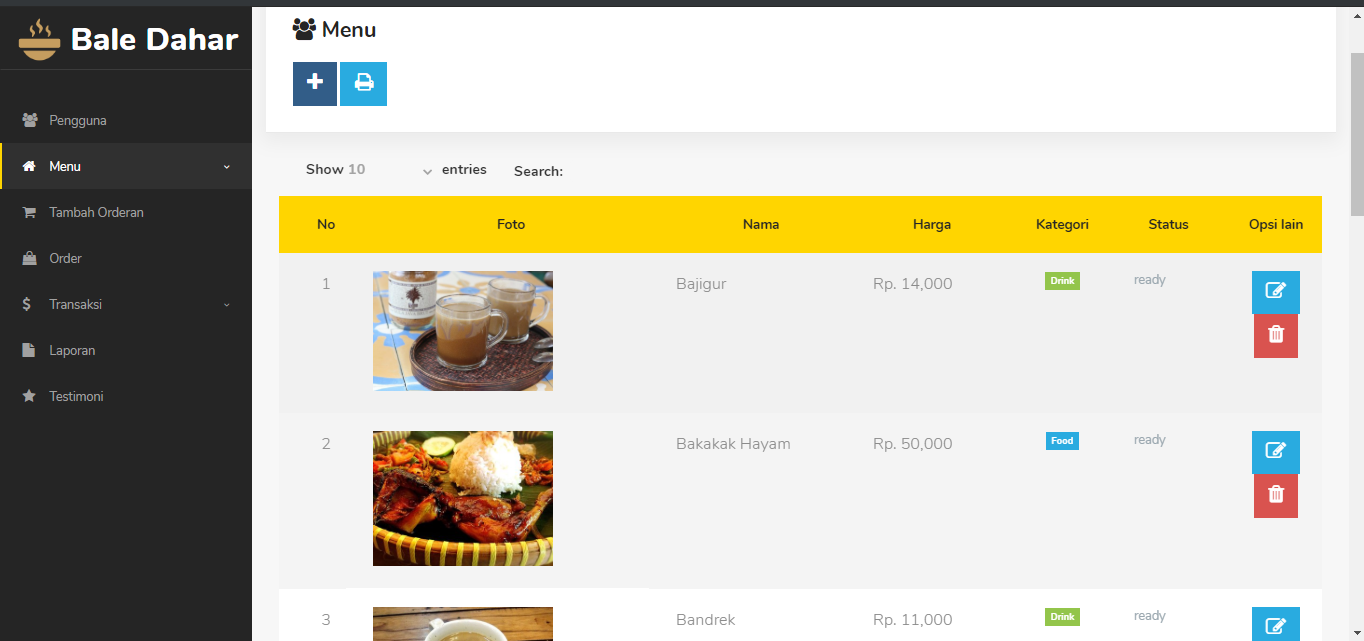 Bale Dahar
Pengguna
Menu
Tambah Orderan
Order
Transaksi
Laporan
Testimoni
Menu
Show 10 entries Search:
No Foto Nama Harga Kategori Status Opsi lain
1 Bajigur Rp. 14,000 Drink ready
2 Bakakak Hayam Rp. 50,000 Food ready
3 Bandrek Rp. 11,000 Drink ready